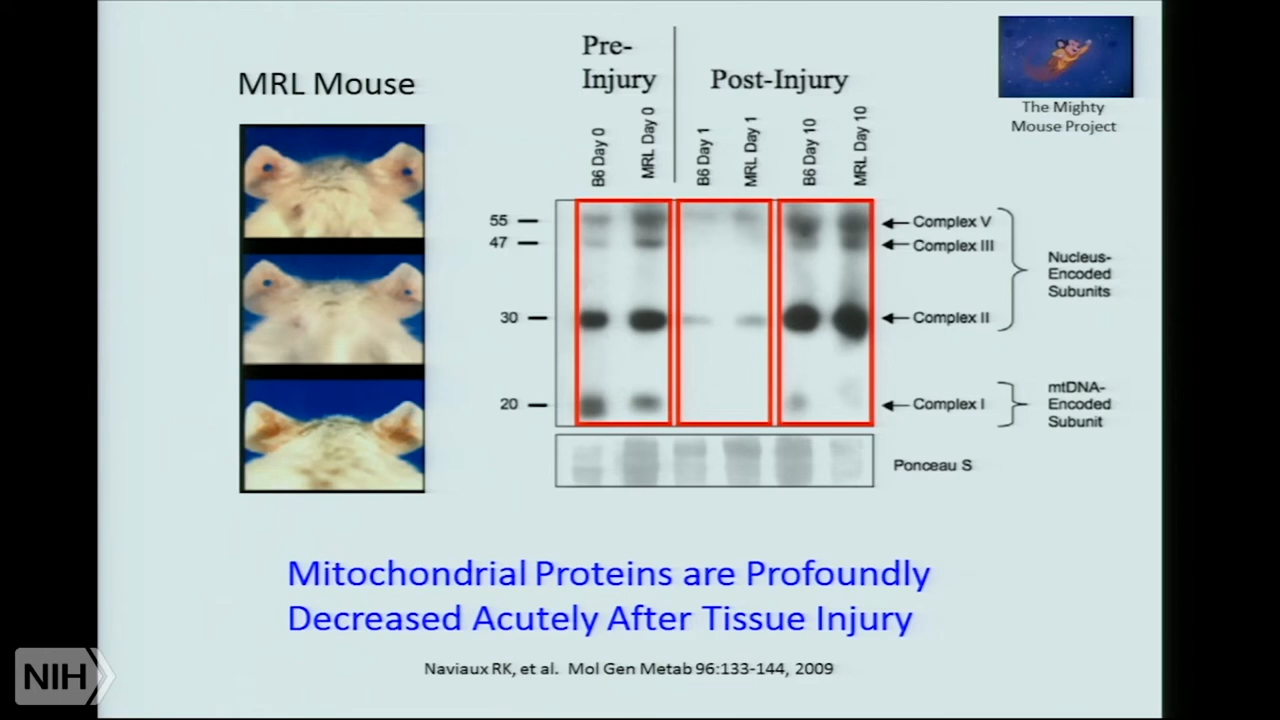 MRL Mouse
Pre-
Injury
Post-Injury
The Mighty
Mouse Project
B6 Day 0
MRL Day 0
B6 Day 1
MRL Day 1
B6 Day 10
MRL Day 10
55
47
30
20
Complex V
Complex III
Complex II
Complex I
Nucleus-
Encoded
Subunits
mtDNA-
Encoded
Subunit
Ponceau S
Mitochondrial Proteins are Profoundly
Decreased Acutely After Tissue Injury
Naviaux RK, et al. Mol Gen Metab 96:133-144, 2009
NIH